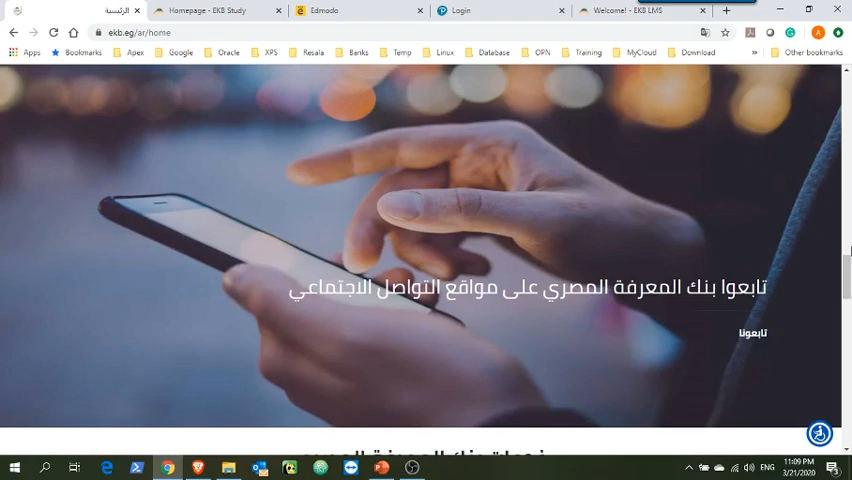 الرئيسية
Homepage - EKB Study
Edmodo
Login
Welcome! - EKB LMS
ekb.eg/ar/home
Apps
Bookmarks
Apex
Google
Oracle
XPS
Resala
Banks
Temp
Linux
Database
OPN
Training
MyCloud
Download
»
Other bookmarks
تابعوا بنك المعرفة المصري على مواقع التواصل الاجتماعي
تابعونا
ENG
11:09 PM
3/21/2020